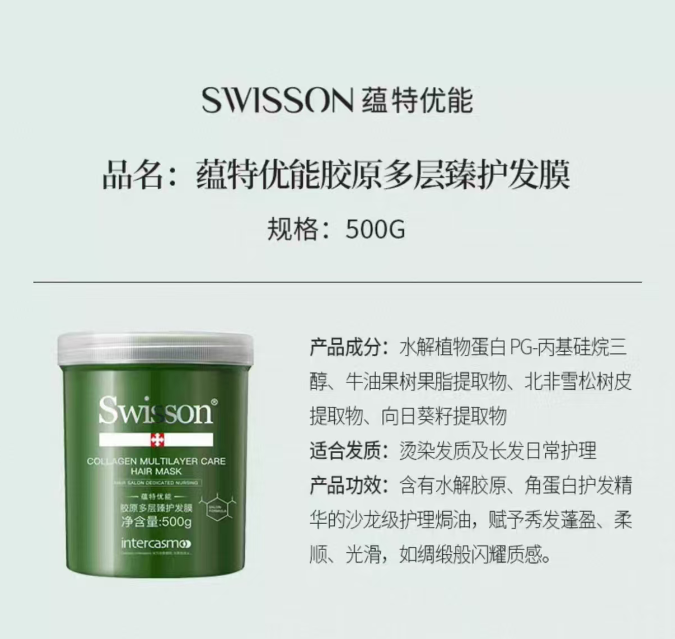 SWISSON 蕴特优能
品名：蕴特优能胶原多层臻护发膜
规格：500G
产品成分：水解植物蛋白 PG-丙基硅烷三
醇、牛油果树果脂提取物、北非雪松树皮
提取物、向日葵籽提取物
适合发质：烫染发质及长发日常护理
产品功效：含有水解胶原、角蛋白护发精
华的沙龙级护理焗油，赋予秀发蓬盈、柔
顺、光滑，如绸缎般闪耀质感。
Swisson®
COLLAGEN MULTILAYER CARE
HAIR MASK
HAIR SALON DEDICATED NURSING
蕴特优能
胶原多层臻护发膜
净含量:500g
intercasmo